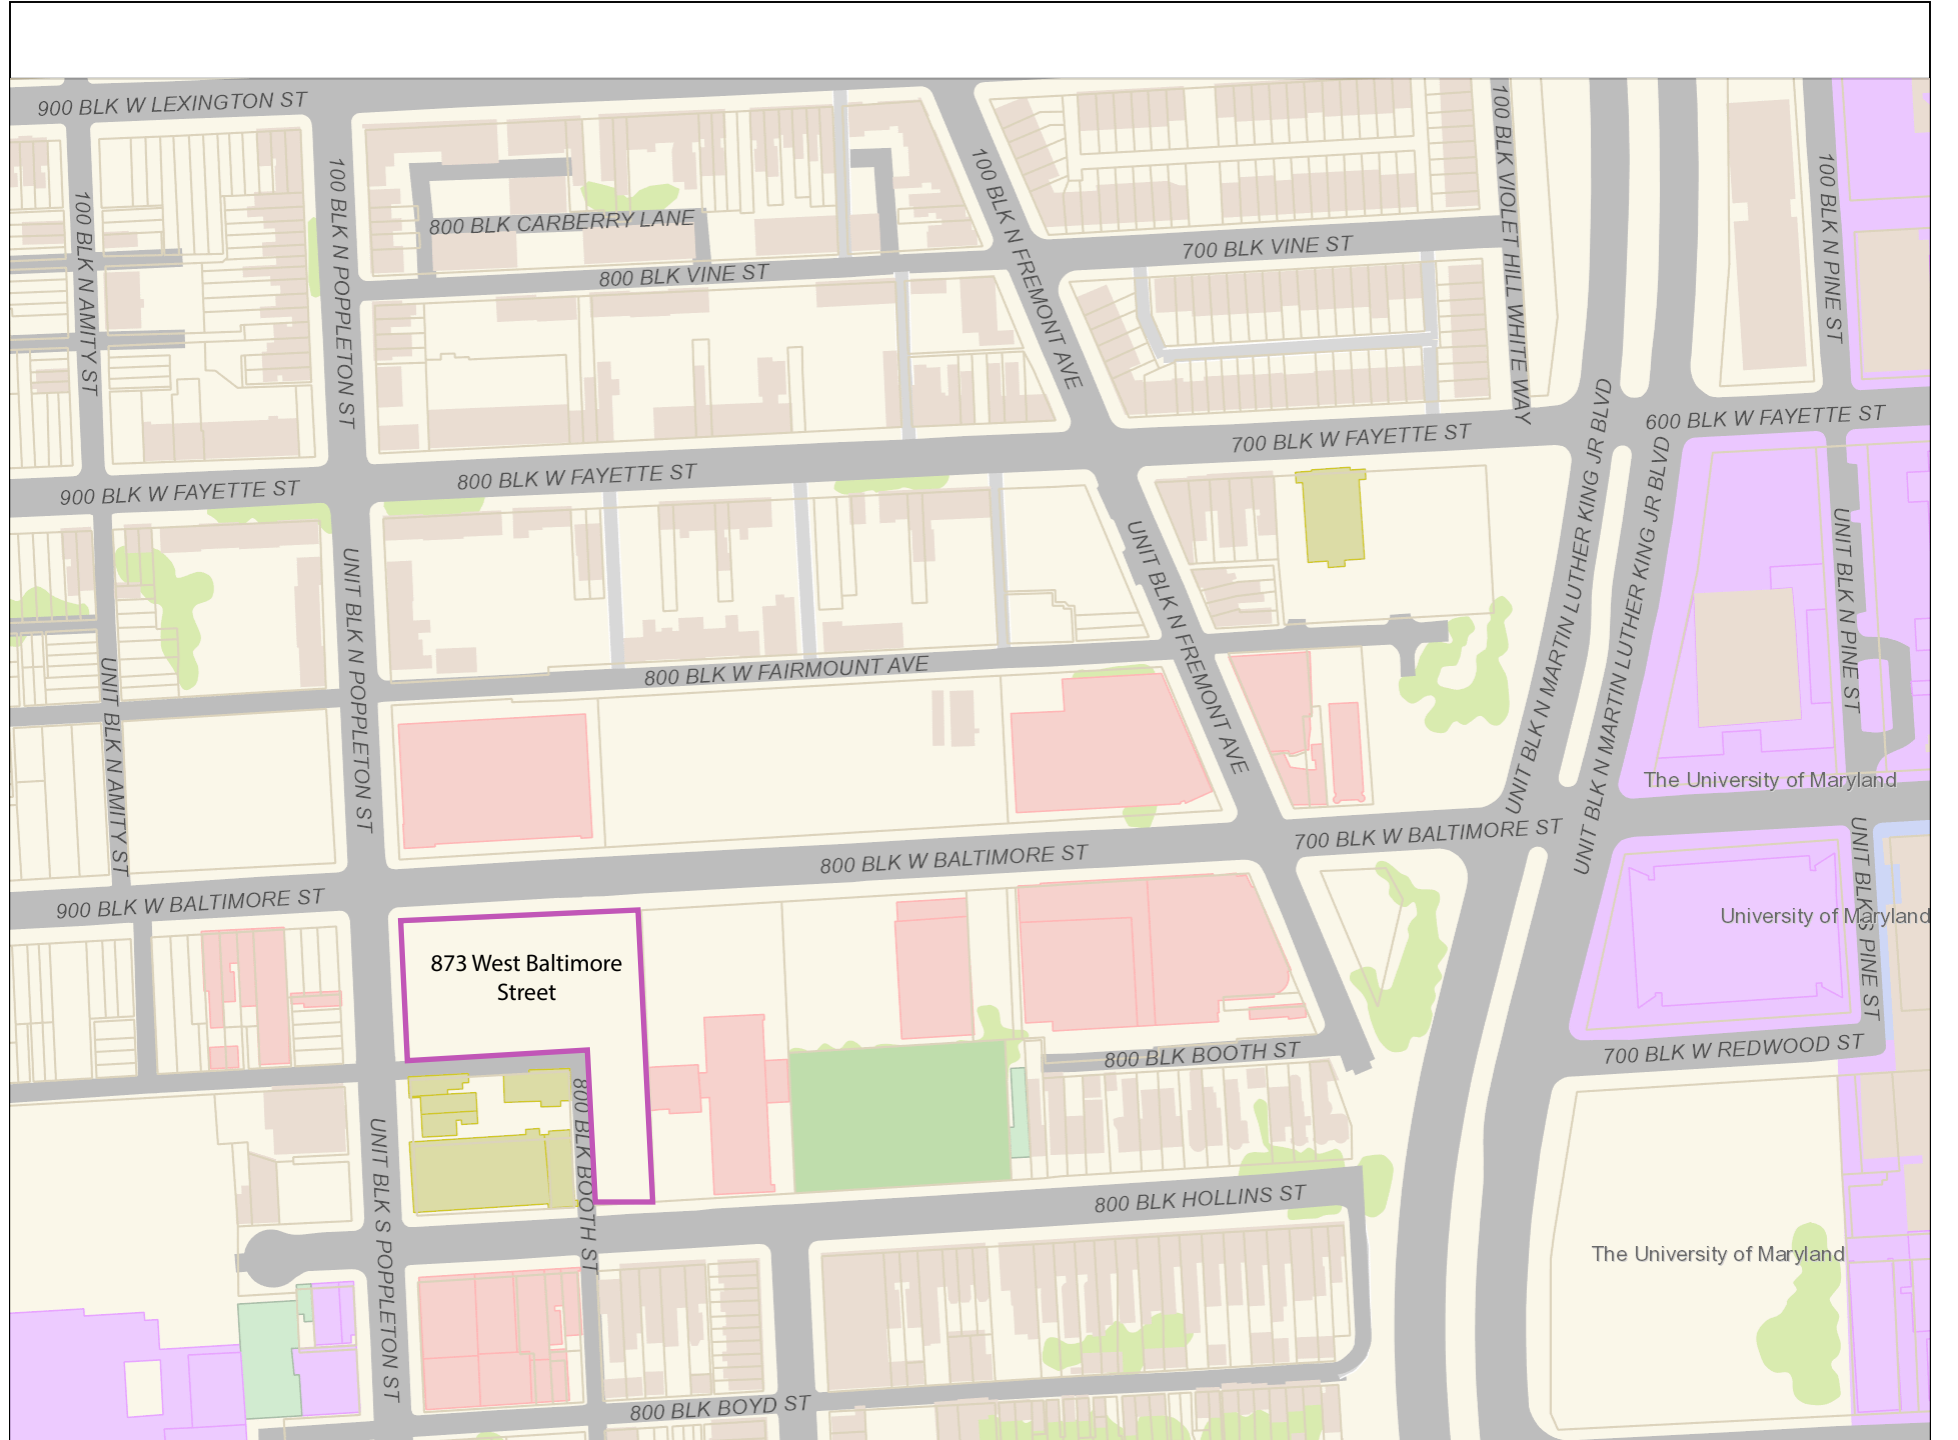 900 BLK W LEXINGTON ST
100 BLK N AMITY ST
100 BLK N POPPLETON ST
800 BLK CARBERRY LANE
800 BLK VINE ST
100 BLK N FREMONT AVE
700 BLK VINE ST
100 BLK VIOLET HILL WHITE WAY
100 BLK N PINE ST
600 BLK W FAYETTE ST
700 BLK W FAYETTE ST
800 BLK W FAYETTE ST
900 BLK W FAYETTE ST
UNIT BLK N AMITY ST
UNIT BLK N POPPLETON ST
800 BLK W FAIRMOUNT AVE
UNIT BLK N FREMONT AVE
UNIT BLK N MARTIN LUTHER KING JR BLVD
UNIT BLK N MARTIN LUTHER KING JR BLVD
UNIT BLK N PINE ST
The University of Maryland
700 BLK W BALTIMORE ST
800 BLK W BALTIMORE ST
900 BLK W BALTIMORE ST
University of Maryland
UNIT BLK S PINE ST
873 West Baltimore
Street
700 BLK W REDWOOD ST
800 BLK BOOTH ST
800 BLK BOOTH ST
UNIT BLK S POPPLETON ST
800 BLK HOLLINS ST
The University of Maryland
800 BLK BOYD ST